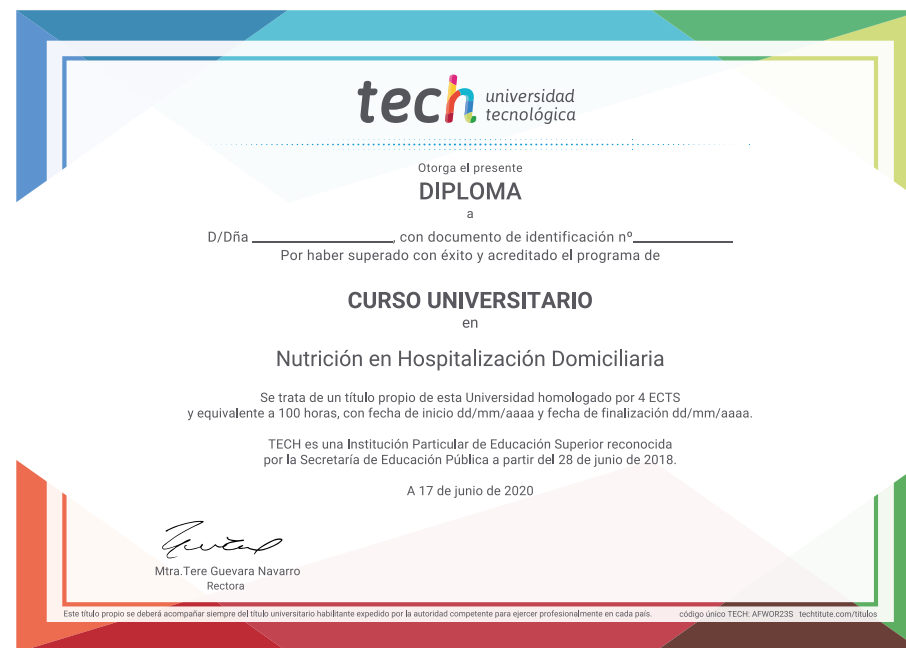 tech universidad
tecnológica
Otorga el presente
DIPLOMA
a
D/Dña ____________________, con documento de identificación nº______________
Por haber superado con éxito y acreditado el programa de
CURSO UNIVERSITARIO
en
Nutrición en Hospitalización Domiciliaria
Se trata de un título propio de esta Universidad homologado por 4 ECTS
y equivalente a 100 horas, con fecha de inicio dd/mm/aaaa y fecha de finalización dd/mm/aaaa.
TECH es una Institución Particular de Educación Superior reconocida
por la Secretaría de Educación Pública a partir del 28 de junio de 2018.
A 17 de junio de 2020
Mtra.Tere Guevara Navarro
Rectora
Este título propio se deberá acompañar siempre del título universitario habilitante expedido por la autoridad competente para ejercer profesionalmente en cada país. código único TECH: AFWOR23S techtitute.com/titulos